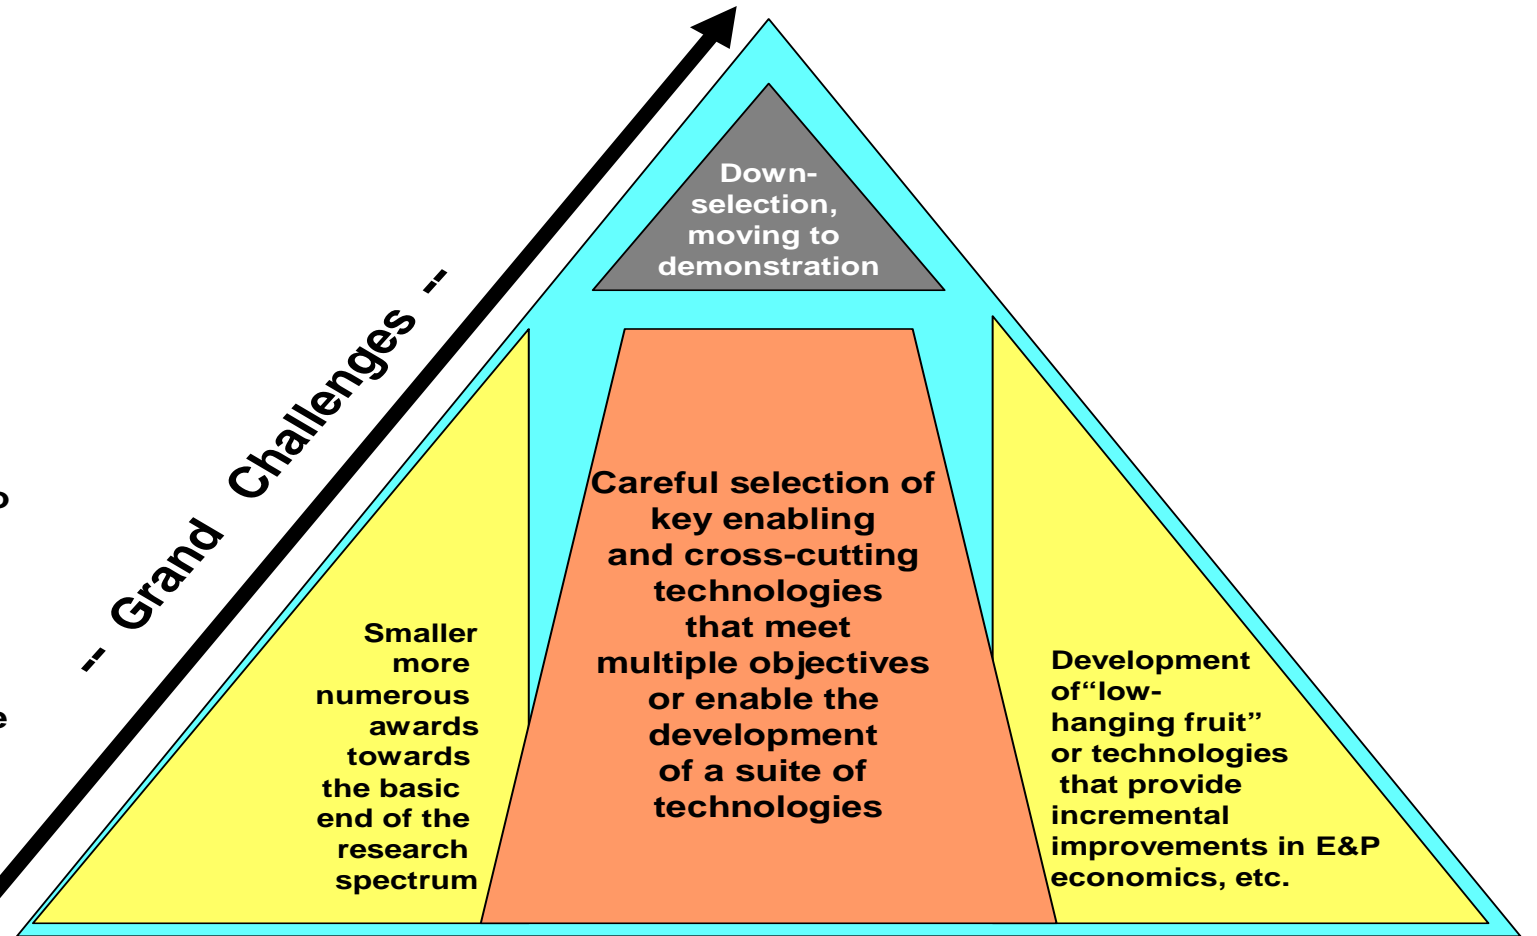 Down-
selection,
moving to
demonstration
-- Grand Challenges --
Careful selection of
key enabling
and cross-cutting
technologies
that meet
multiple objectives
or enable the
development
of a suite of
technologies
Smaller
more
numerous
awards
towards
the basic
end of the
research
spectrum
Development
of“low-
hanging fruit”
or technologies
that provide
incremental
improvements in E&P
economics, etc.